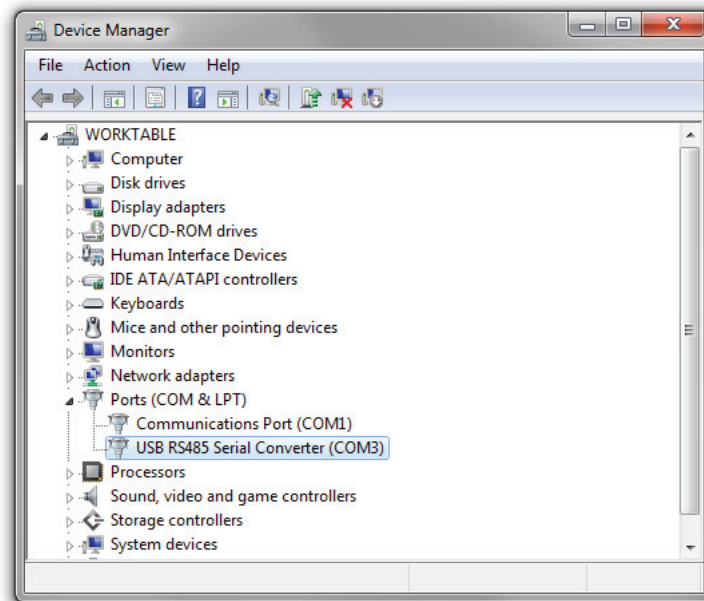 Device Manager
File Action View Help
WORKTABLE
Computer
Disk drives
Display adapters
DVD/CD-ROM drives
Human Interface Devices
IDE ATA/ATAPI controllers
Keyboards
Mice and other pointing devices
Monitors
Network adapters
Ports (COM & LPT)
Communications Port (COM1)
USB RS485 Serial Converter (COM3)
Processors
Sound, video and game controllers
Storage controllers
System devices